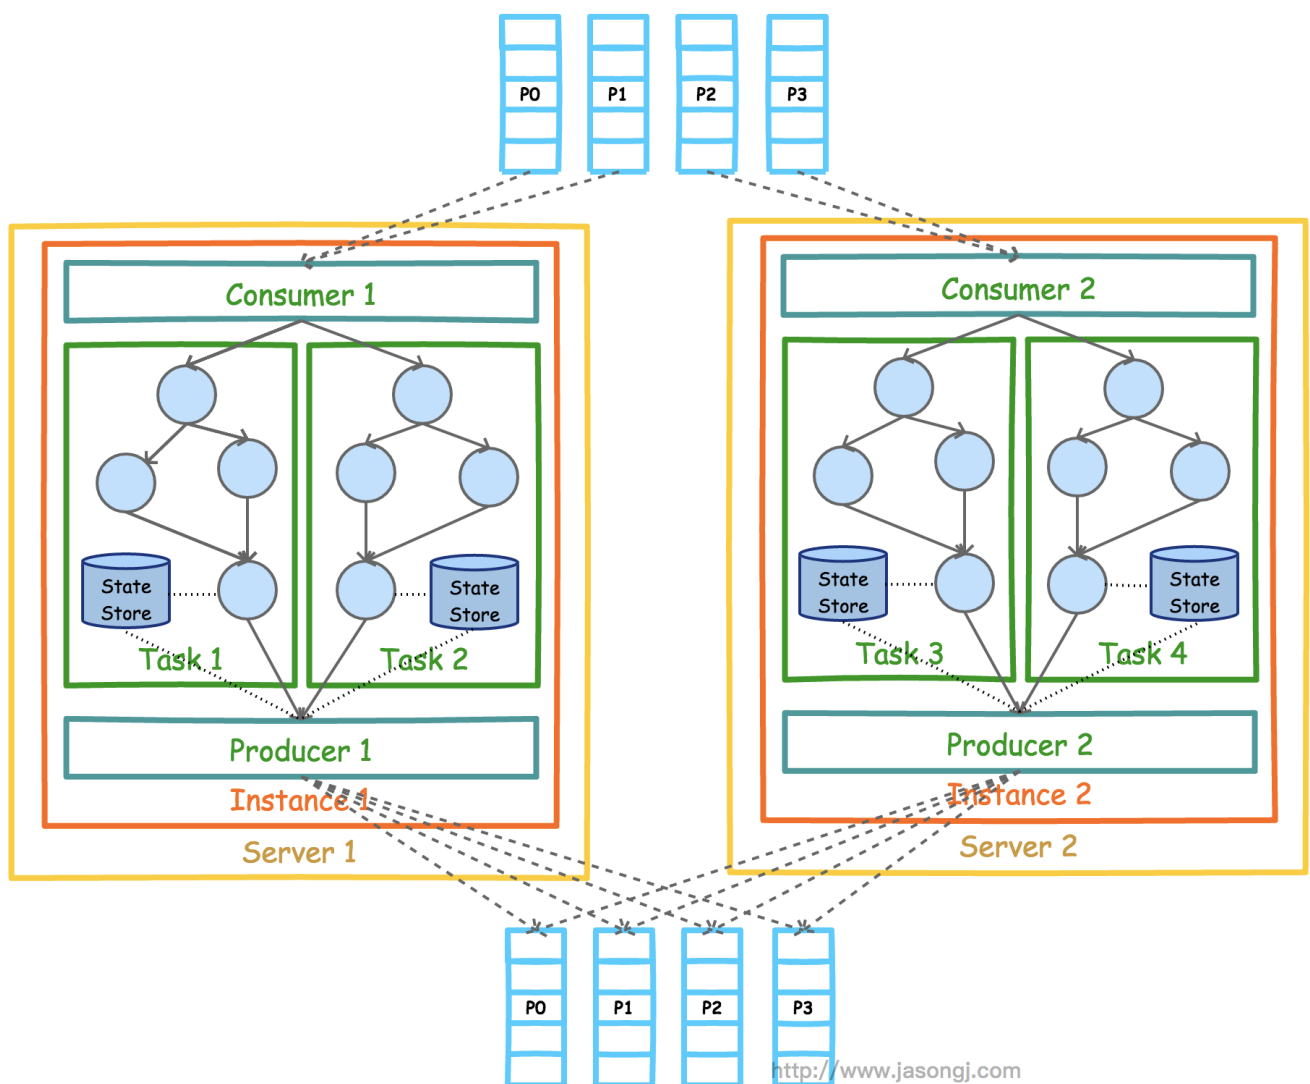 P0
P1
P2
P3
Consumer 1
Consumer 2
State
Store
State
Store
State
Store
State
Store
Task 1
Task 2
Task 3
Task 4
Producer 1
Producer 2
Instance 1
Instance 2
Server 1
Server 2
P0
P1
P2
P3
http://www.jasongj.com